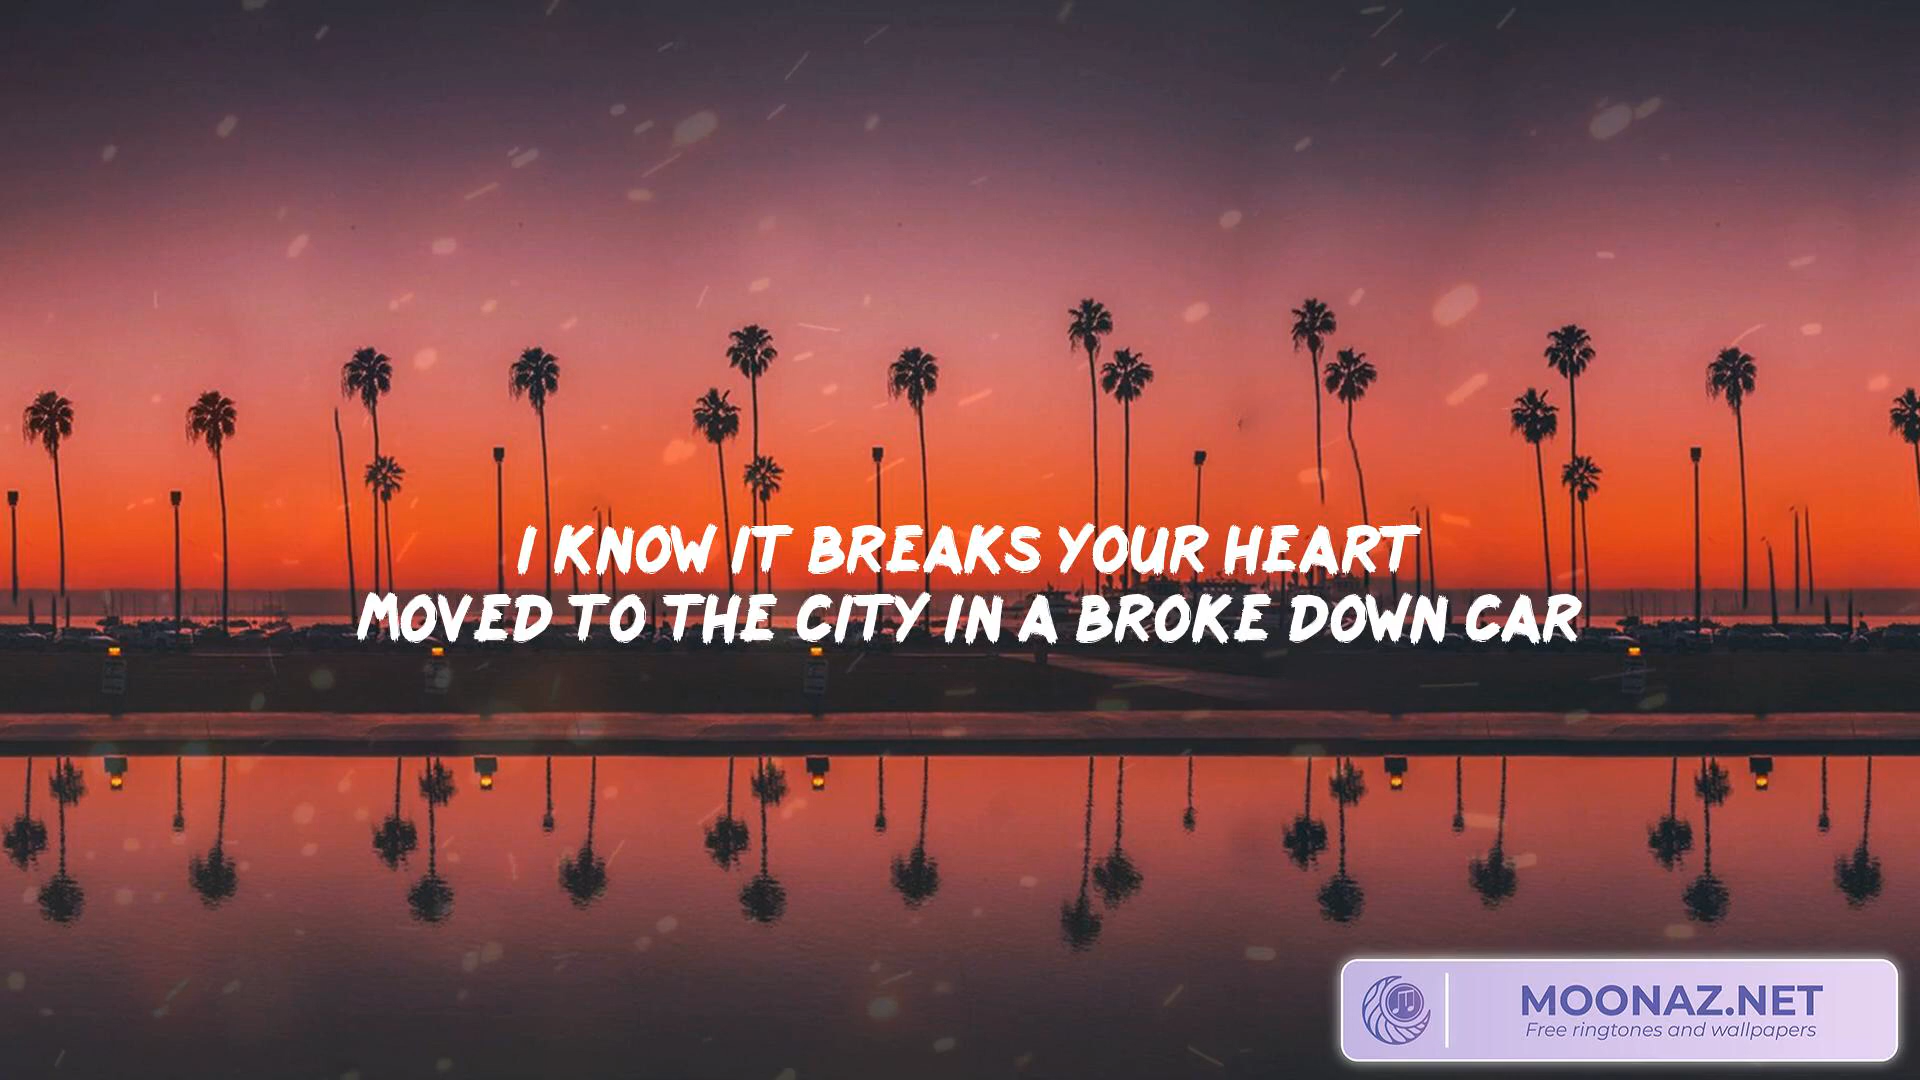 I KNOW IT BREAKS YOUR HEART
MOVED TO THE CITY IN A BROKE DOWN CAR
MOONAZ.NET
Free ringtones and wallpapers